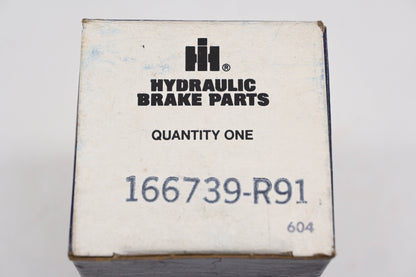 IH®
HYDRAULIC
BRAKE PARTS
QUANTITY ONE
166739-R91
604